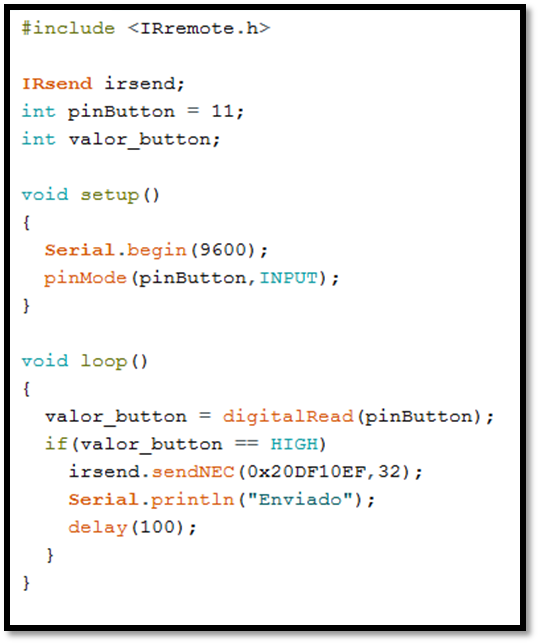 #include <IRremote.h>
IRsend irsend;
int pinButton = 11;
int valor_button;
void setup()
{
Serial.begin(9600);
pinMode(pinButton,INPUT);
}
void loop()
{
valor_button = digitalRead(pinButton);
if(valor_button == HIGH)
irsend.sendNEC(0x20DF10EF,32);
Serial.println("Enviado");
delay(100);
}
}